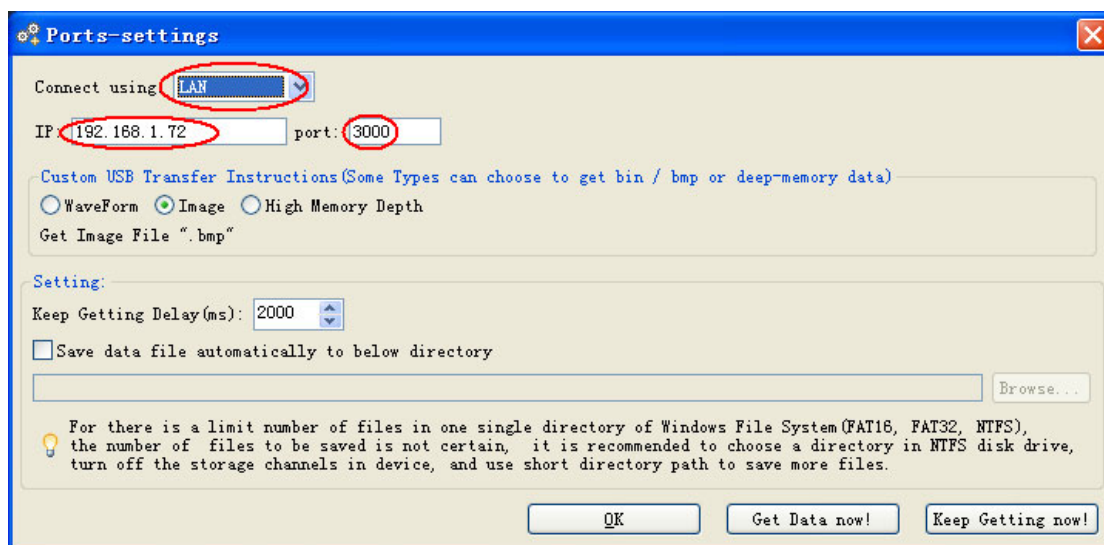 Ports-settings
Connect using LAN
IP: 192.168.1.72 port: 3000
Custom USB Transfer Instructions(Some Types can choose to get bin / bmp or deep-memory data)
WaveForm Image High Memory Depth
Get Image File ".bmp"
Setting:
Keep Getting Delay(ms): 2000
Save data file automatically to below directory
Browse...
For there is a limit number of files in one single directory of Windows File System(FAT16, FAT32, NTFS),
the number of files to be saved is not certain, it is recommended to choose a directory in NTFS disk drive,
turn off the storage channels in device, and use short directory path to save more files.
OK Get Data now! Keep Getting now!